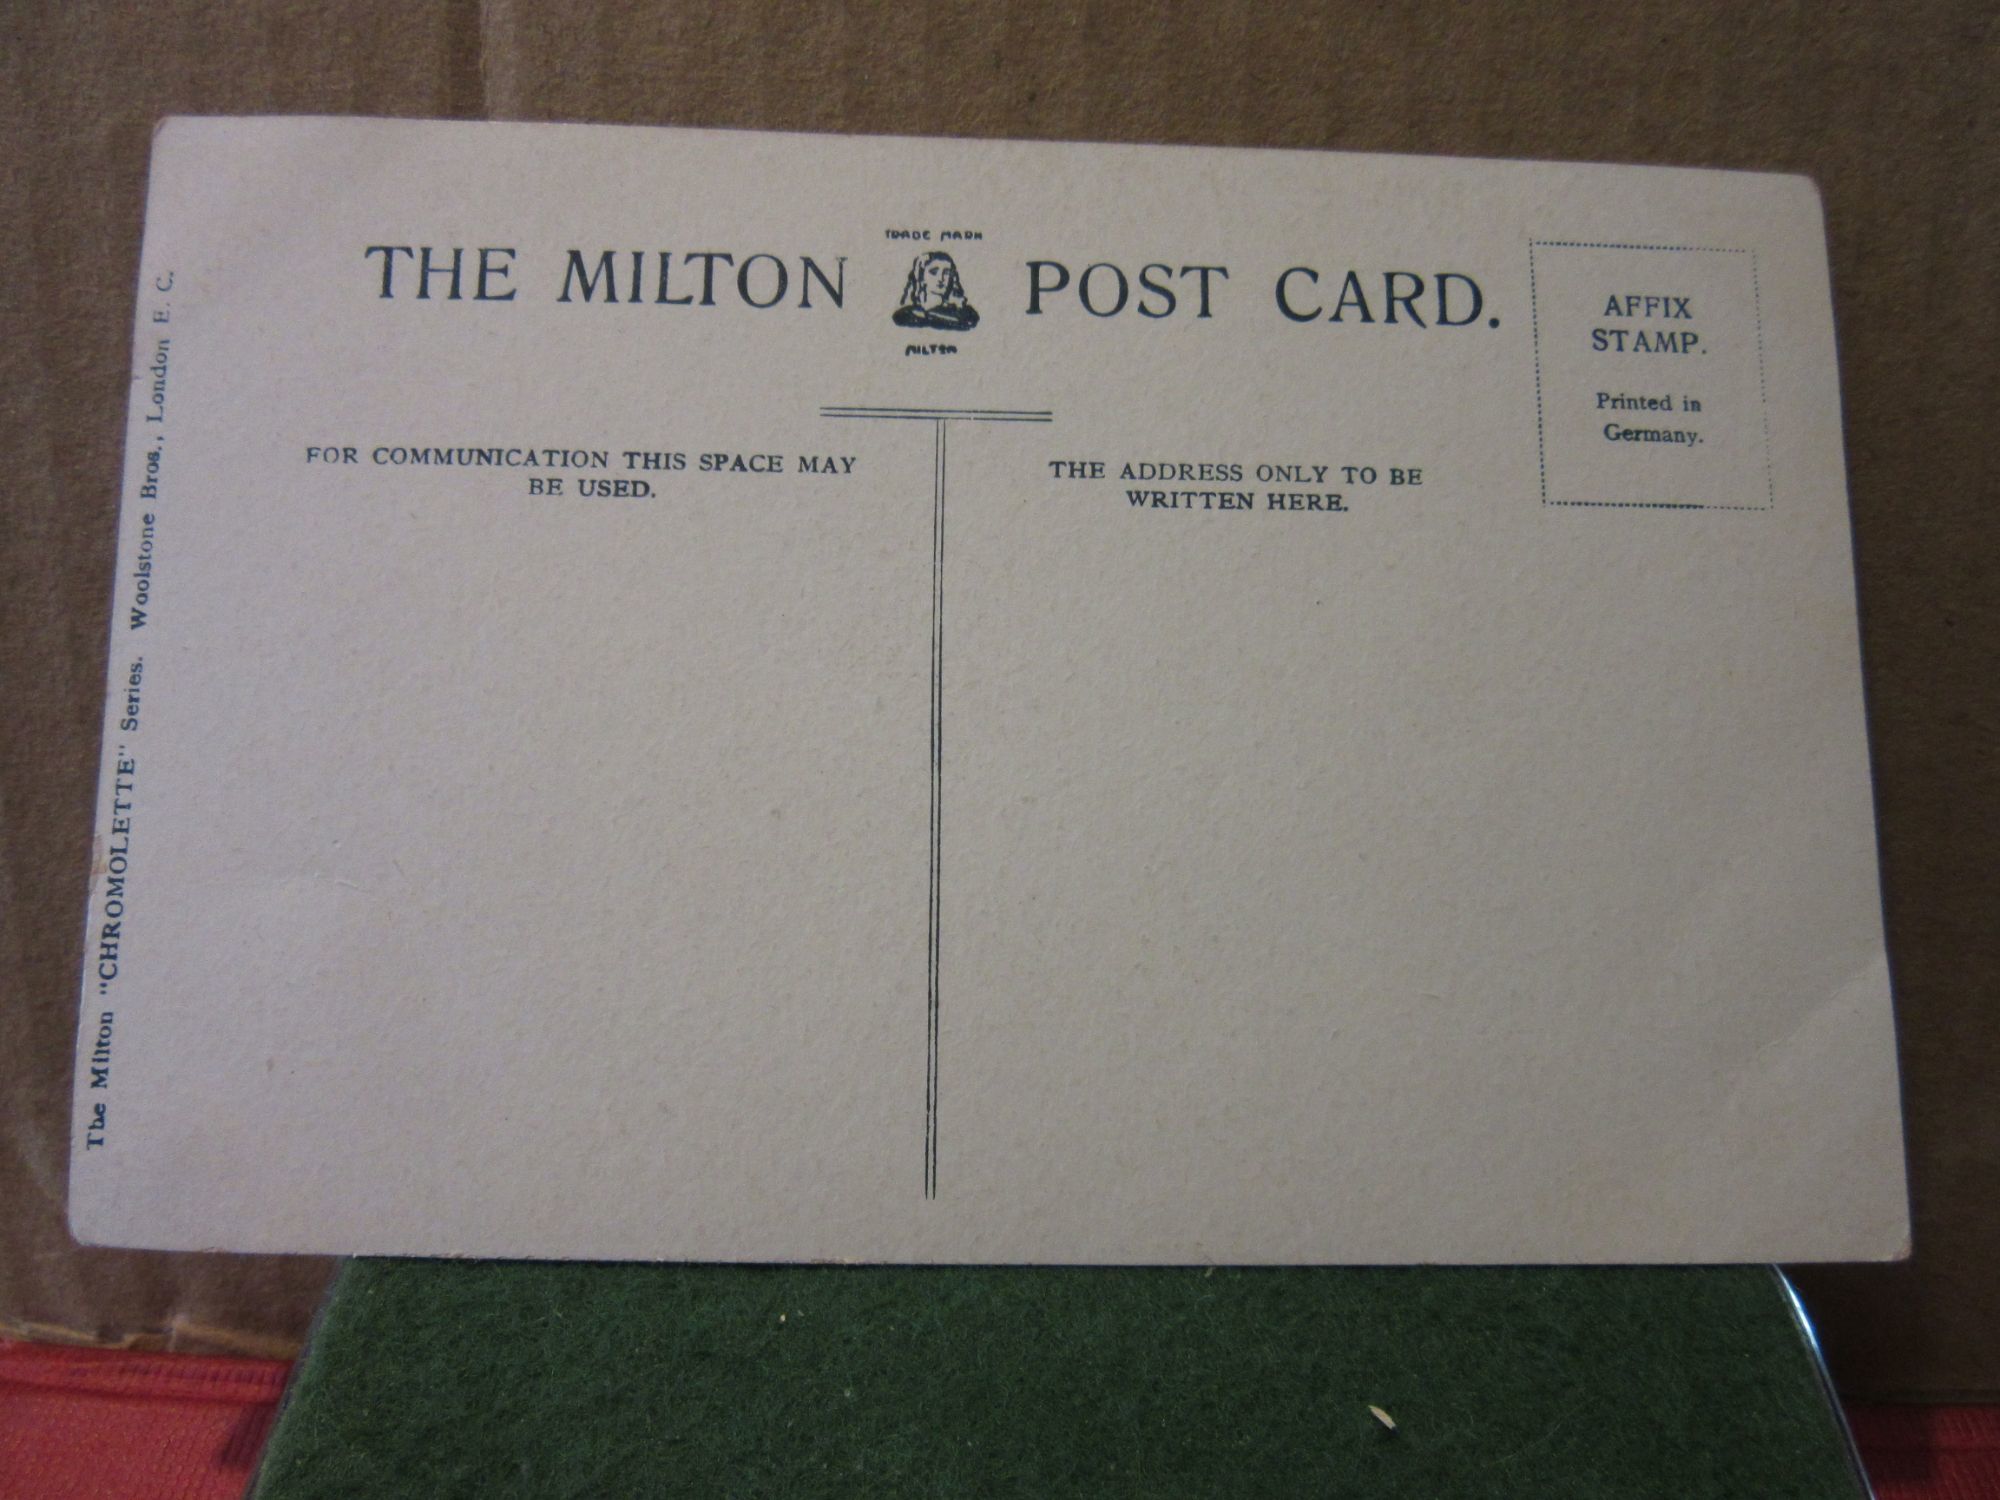 TRADE MARK
THE MILTON POST CARD.
MILTON
AFFIX
STAMP.
Printed in
Germany.
FOR COMMUNICATION THIS SPACE MAY
BE USED.
THE ADDRESS ONLY TO BE
WRITTEN HERE.
The Milton "CHROMOLETTE" Series. Woolstone Bros., London E. C.